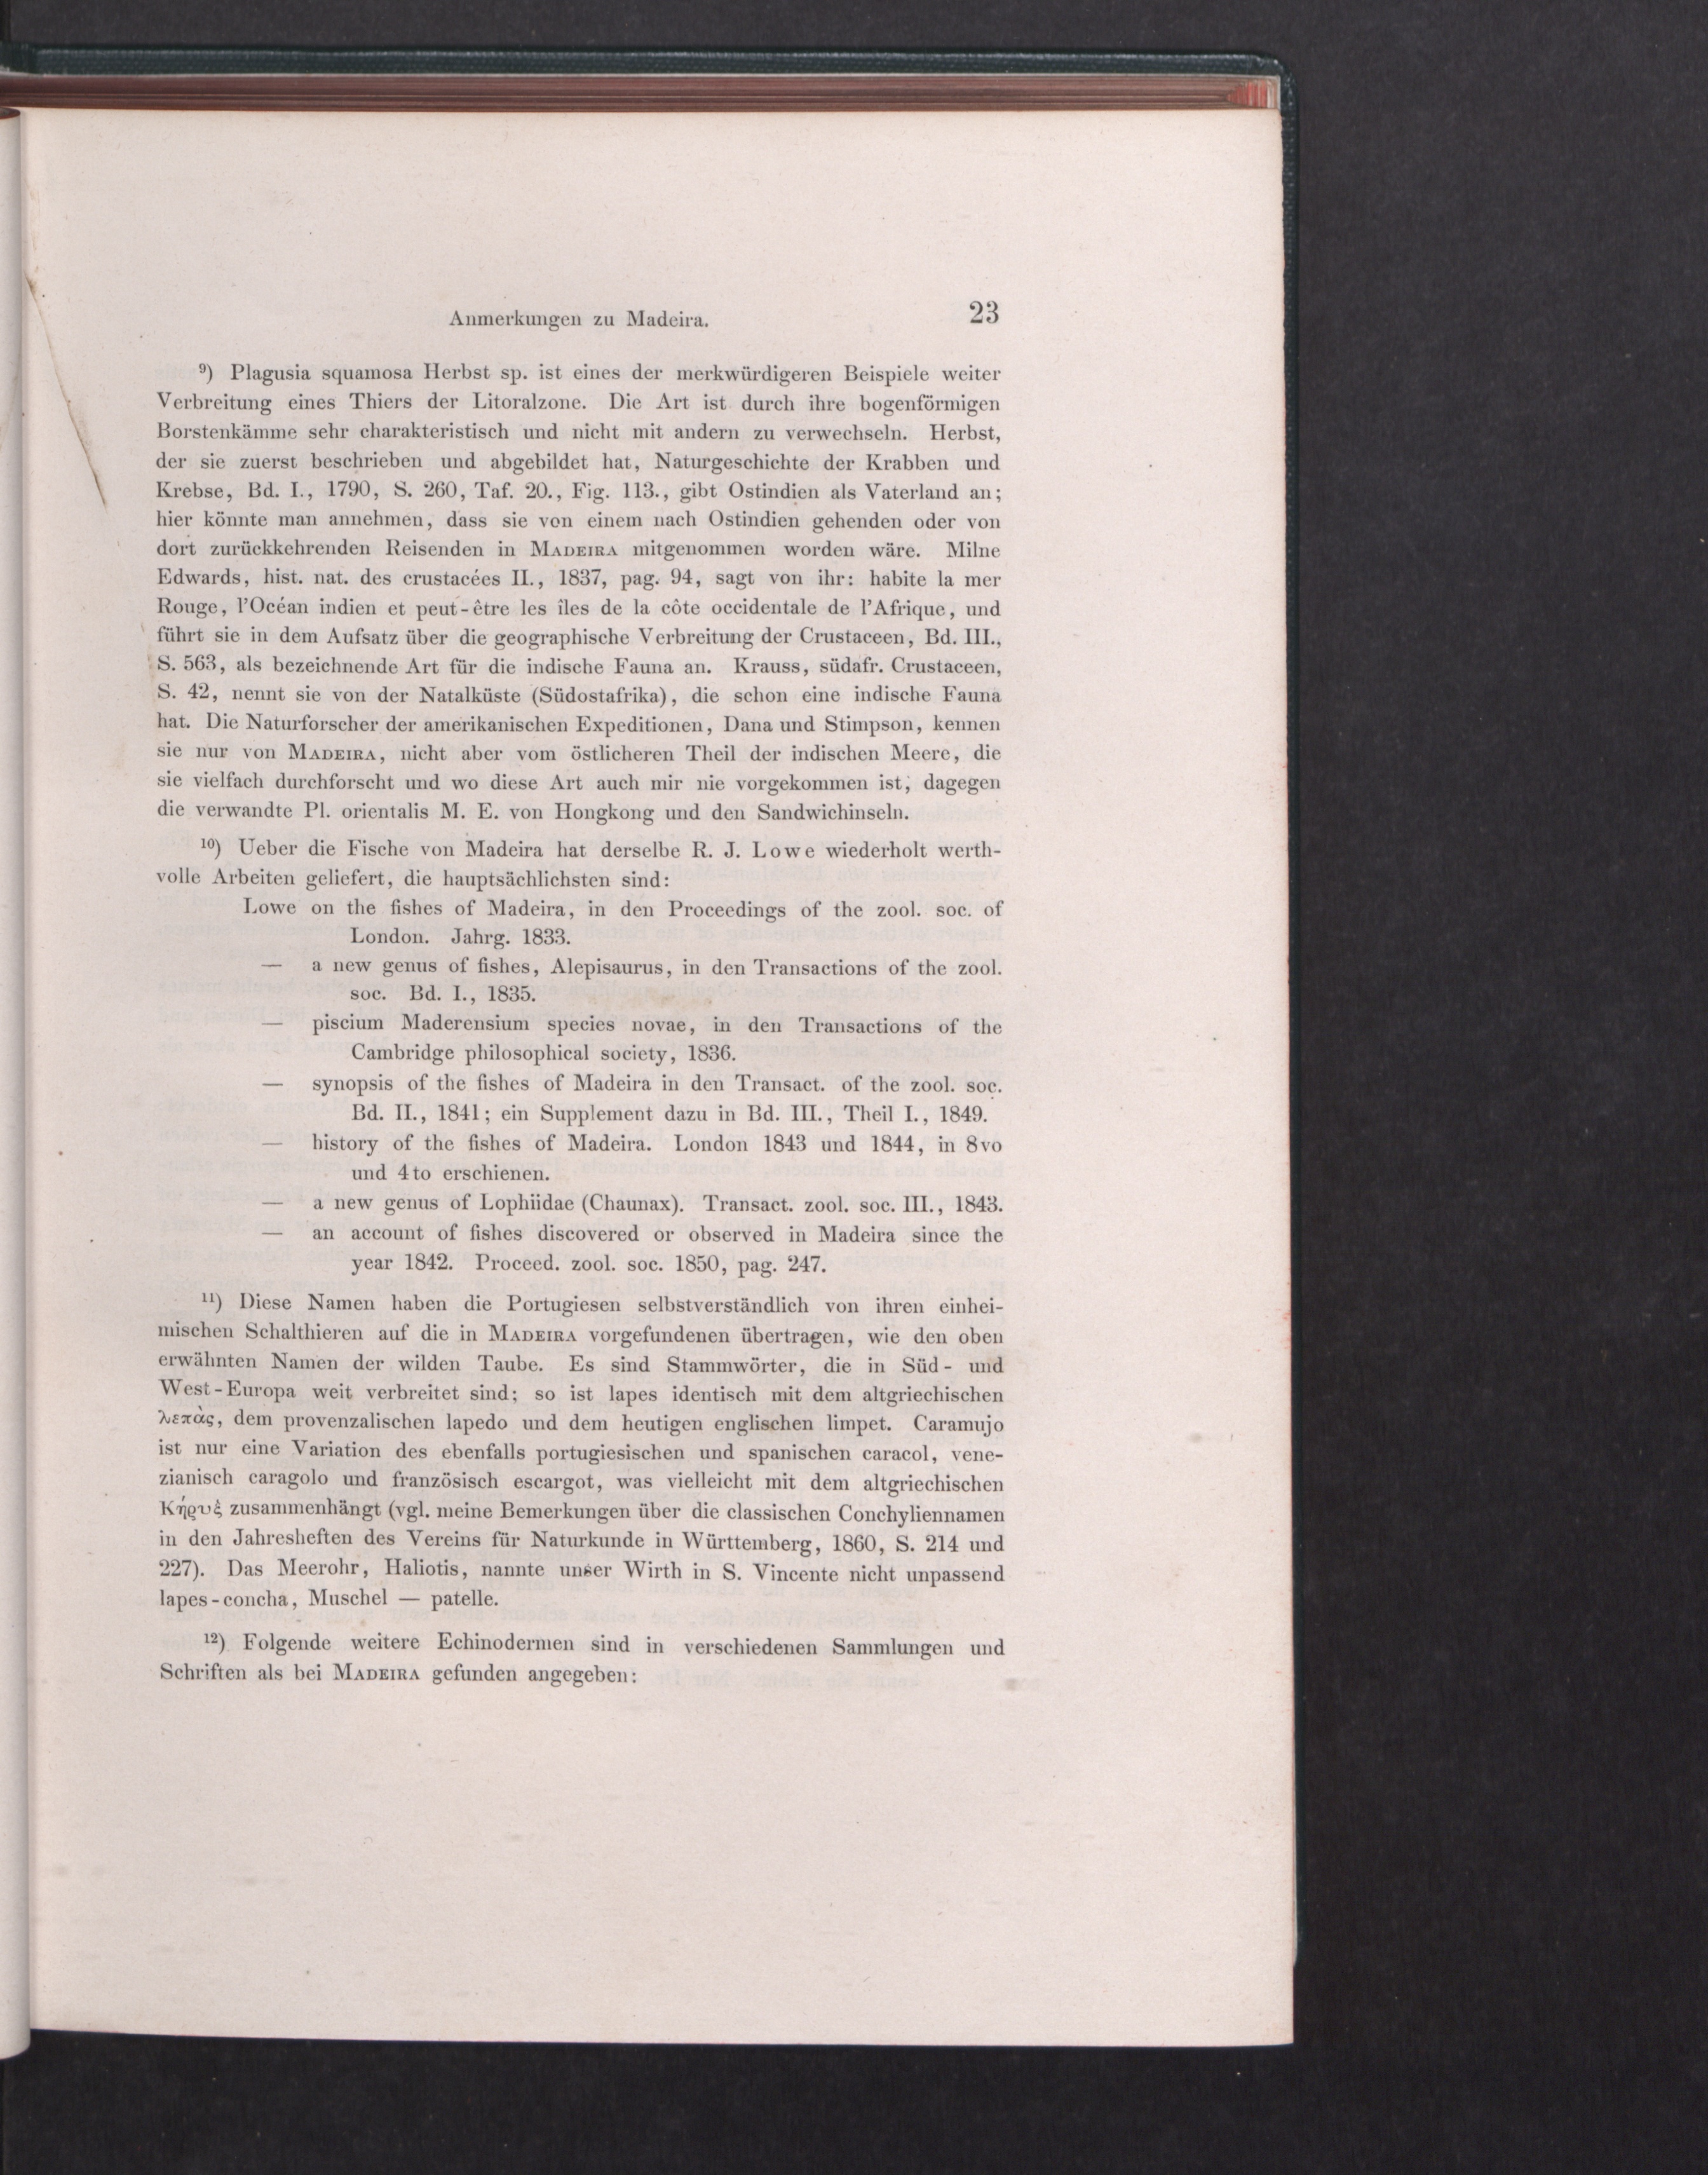 Anmerkungen zu Madeira. 23
⁹) Plagusia squamosa Herbst sp. ist eines der merkwürdigeren Beispiele weiter
Verbreitung eines Thiers der Litoralzone. Die Art ist durch ihre bogenförmigen
Borstenkämme sehr charakteristisch und nicht mit andern zu verwechseln. Herbst,
der sie zuerst beschrieben und abgebildet hat, Naturgeschichte der Krabben und
Krebse, Bd. I., 1790, S. 260, Taf. 20., Fig. 113., gibt Ostindien als Vaterland an;
hier könnte man annehmen, dass sie von einem nach Ostindien gehenden oder von
dort zurückkehrenden Reisenden in MADEIRA mitgenommen worden wäre. Milne
Edwards, hist. nat. des crustacées II., 1837, pag. 94, sagt von ihr: habite la mer
Rouge, l'Océan indien et peut-être les îles de la côte occidentale de l'Afrique, und
führt sie in dem Aufsatz über die geographische Verbreitung der Crustaceen, Bd. III.,
S. 563, als bezeichnende Art für die indische Fauna an. Krauss, südafr. Crustaceen,
S. 42, nennt sie von der Natalküste (Südostafrika), die schon eine indische Fauna
hat. Die Naturforscher der amerikanischen Expeditionen, Dana und Stimpson, kennen
sie nur von MADEIRA, nicht aber vom östlicheren Theil der indischen Meere, die
sie vielfach durchforscht und wo diese Art auch mir nie vorgekommen ist, dagegen
die verwandte Pl. orientalis M. E. von Hongkong und den Sandwichinseln.
¹⁰) Ueber die Fische von Madeira hat derselbe R. J. Lowe wiederholt werth-
volle Arbeiten geliefert, die hauptsächlichsten sind:
Lowe on the fishes of Madeira, in den Proceedings of the zool. soc. of
London. Jahrg. 1833.
— a new genus of fishes, Alepisaurus, in den Transactions of the zool.
soc. Bd. I., 1835.
— piscium Maderensium species novae, in den Transactions of the
Cambridge philosophical society, 1836.
— synopsis of the fishes of Madeira in den Transact. of the zool. soc.
Bd. II., 1841; ein Supplement dazu in Bd. III., Theil I., 1849.
— history of the fishes of Madeira. London 1843 und 1844, in 8vo
und 4to erschienen.
— a new genus of Lophiidae (Chaunax). Transact. zool. soc. III., 1843.
— an account of fishes discovered or observed in Madeira since the
year 1842. Proceed. zool. soc. 1850, pag. 247.
¹¹) Diese Namen haben die Portugiesen selbstverständlich von ihren einhei-
mischen Schalthieren auf die in MADEIRA vorgefundenen übertragen, wie den oben
erwähnten Namen der wilden Taube. Es sind Stammwörter, die in Süd- und
West-Europa weit verbreitet sind; so ist lapes identisch mit dem altgriechischen
λεπὰς, dem provenzalischen lapedo und dem heutigen englischen limpet. Caramujo
ist nur eine Variation des ebenfalls portugiesischen und spanischen caracol, vene-
zianisch caragolo und französisch escargot, was vielleicht mit dem altgriechischen
Κήρυξ zusammenhängt (vgl. meine Bemerkungen über die classischen Conchyliennamen
in den Jahresheften des Vereins für Naturkunde in Württemberg, 1860, S. 214 und
227). Das Meerohr, Haliotis, nannte unser Wirth in S. Vincente nicht unpassend
lapes-concha, Muschel — patelle.
¹²) Folgende weitere Echinodermen sind in verschiedenen Sammlungen und
Schriften als bei MADEIRA gefunden angegeben: